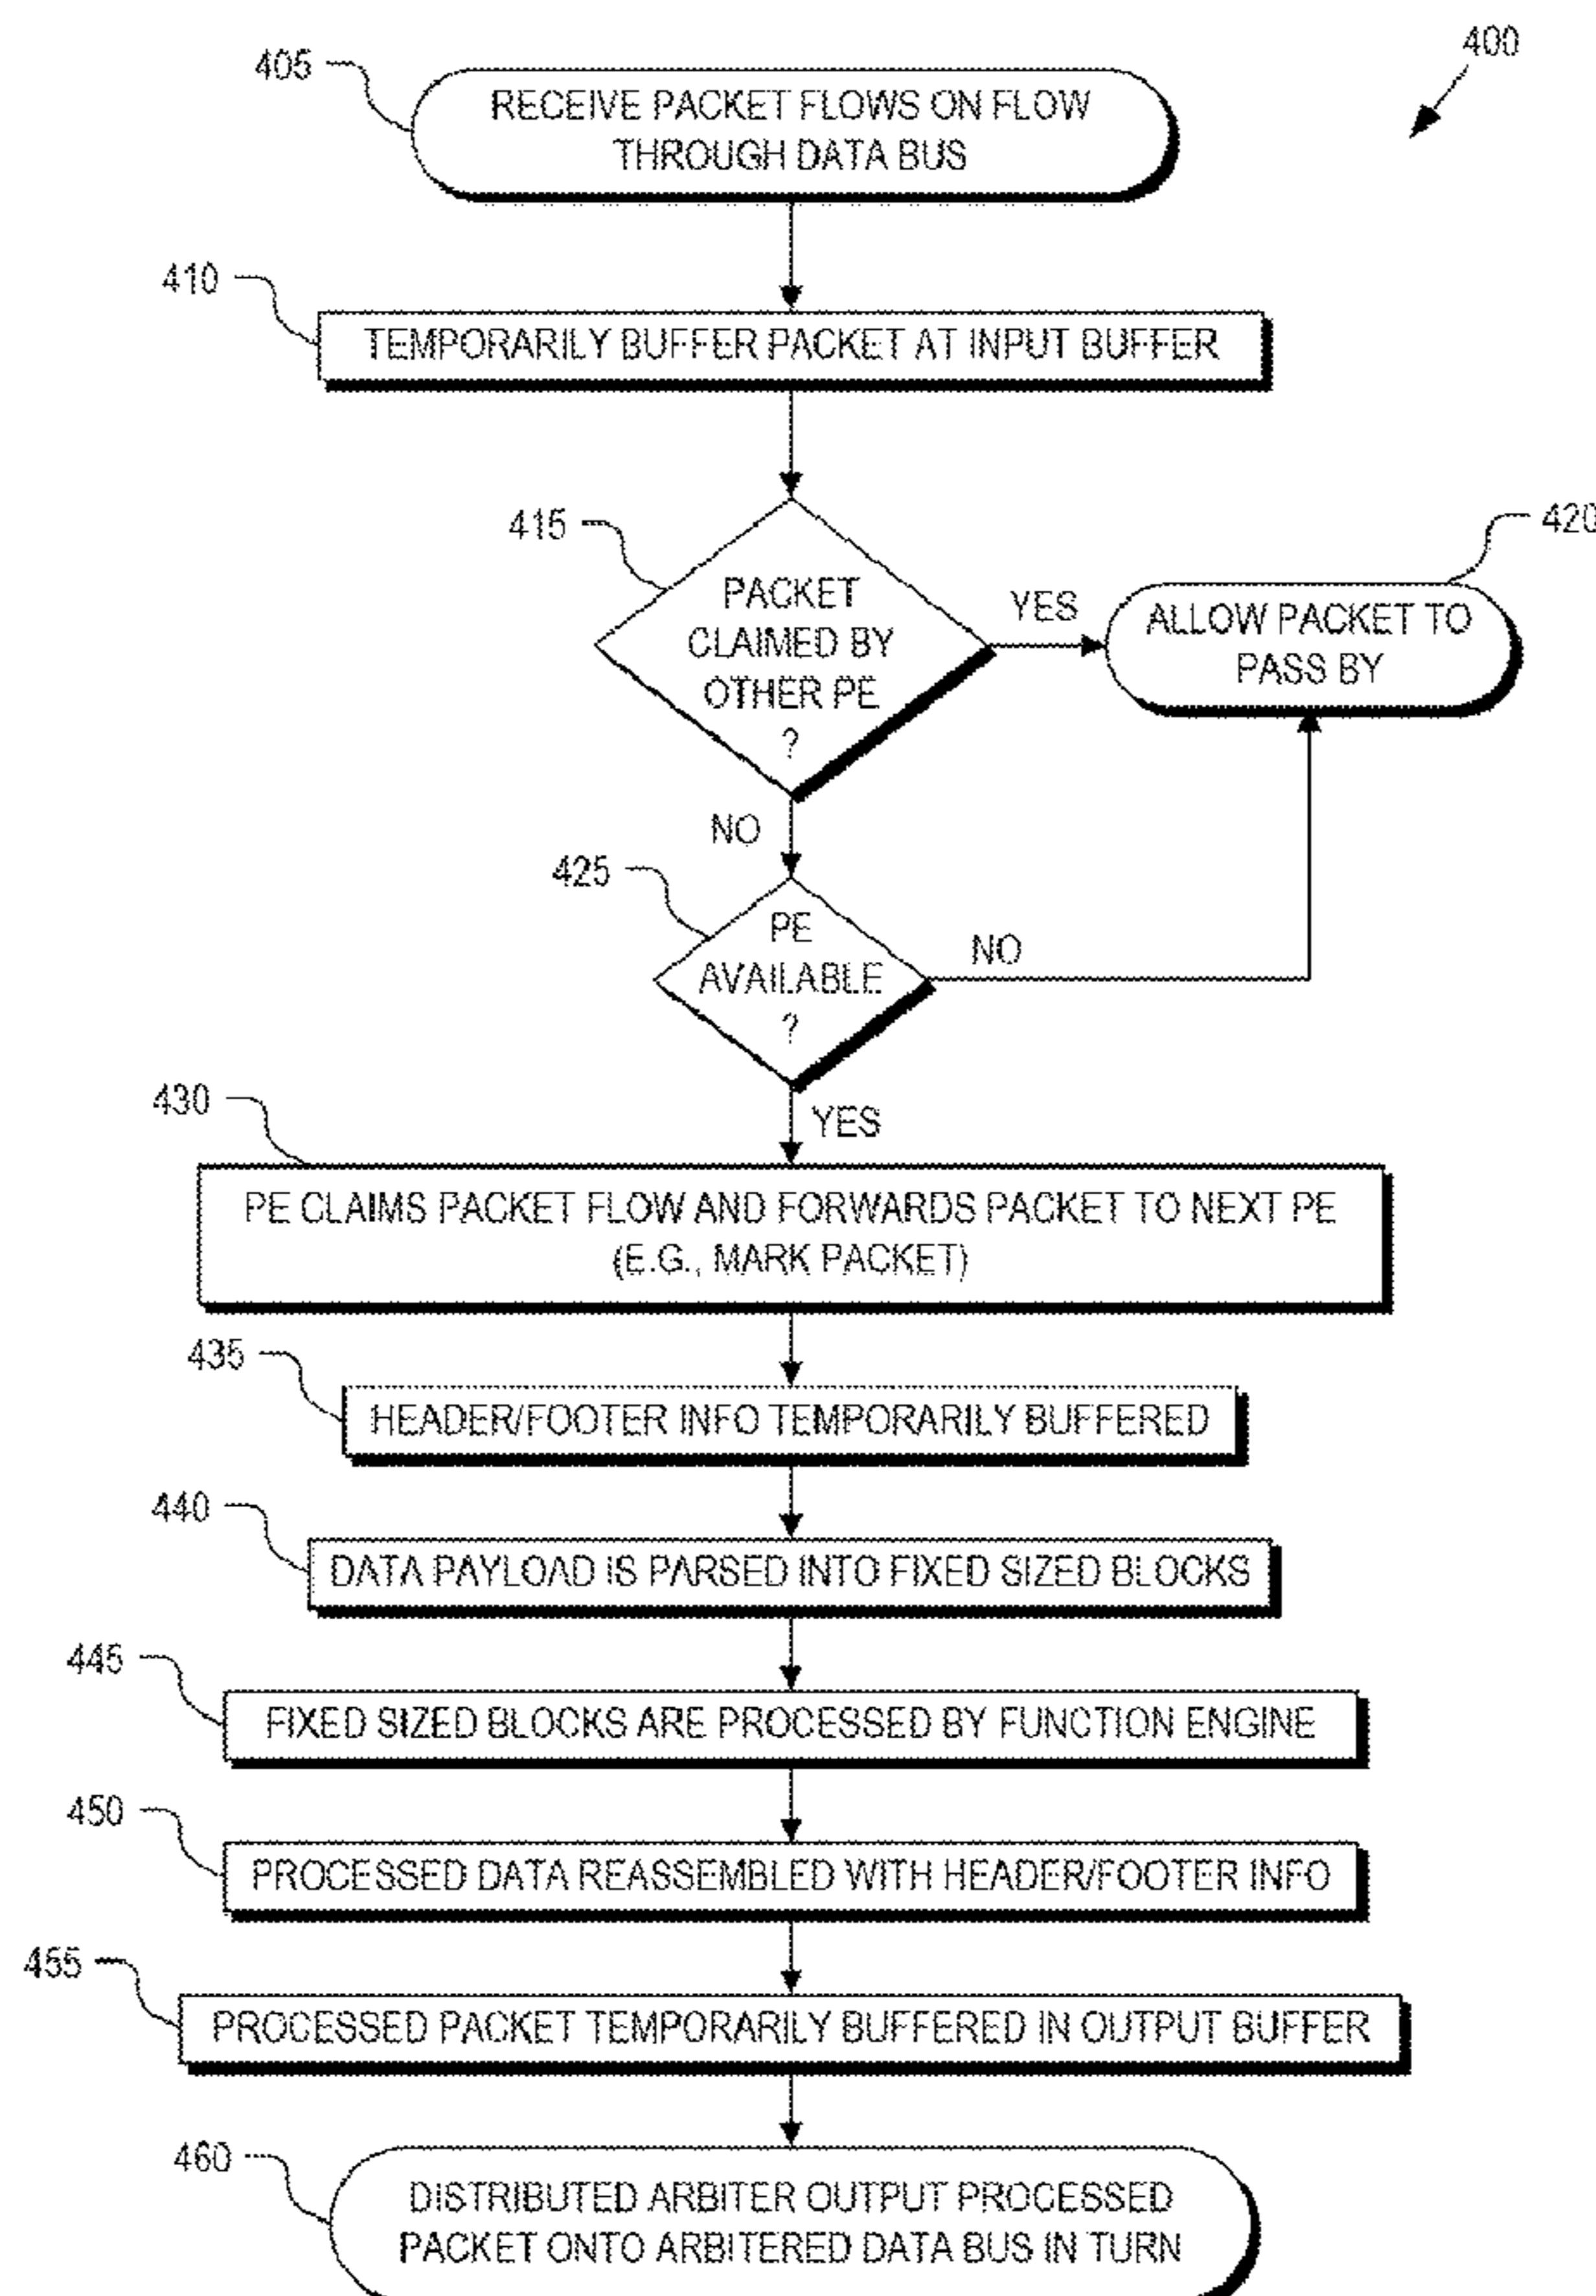 400
405
RECEIVE PACKET FLOWS ON FLOW
THROUGH DATA BUS
410
TEMPORARILY BUFFER PACKET AT INPUT BUFFER
415
PACKET
CLAIMED BY
OTHER PE
?
YES
420
ALLOW PACKET TO
PASS BY
NO
425
PE
AVAILABLE
?
NO
YES
430
PE CLAIMS PACKET FLOW AND FORWARDS PACKET TO NEXT PE
(E.G., MARK PACKET)
435
HEADER/FOOTER INFO TEMPORARILY BUFFERED
440
DATA PAYLOAD IS PARSED INTO FIXED SIZED BLOCKS
445
FIXED SIZED BLOCKS ARE PROCESSED BY FUNCTION ENGINE
450
PROCESSED DATA REASSEMBLED WITH HEADER/FOOTER INFO
455
PROCESSED PACKET TEMPORARILY BUFFERED IN OUTPUT BUFFER
460
DISTRIBUTED ARBITER OUTPUT PROCESSED
PACKET ONTO ARBITERED DATA BUS IN TURN